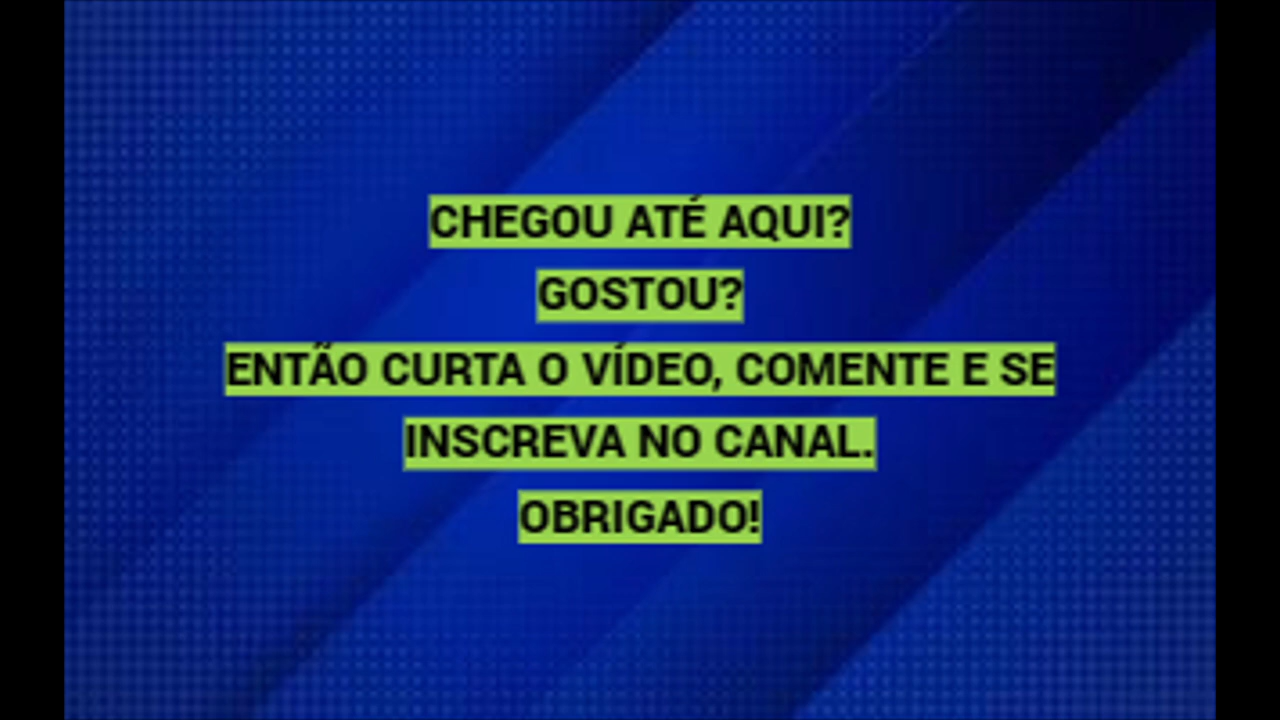 CHEGOU ATÉ AQUI?
GOSTOU?
ENTÃO CURTA O VÍDEO, COMENTE E SE
INSCREVA NO CANAL.
OBRIGADO!